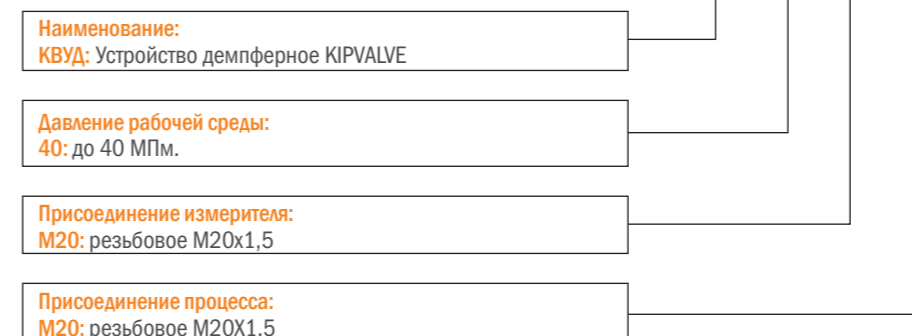 Наименование:
КВУД: Устройство демпферное KIPVALVE
Давление рабочей среды:
40: до 40 МПм.
Присоединение измерителя:
М20: резьбовое М20х1,5
Присоединение процесса:
М20: резьбовое М20Х1,5